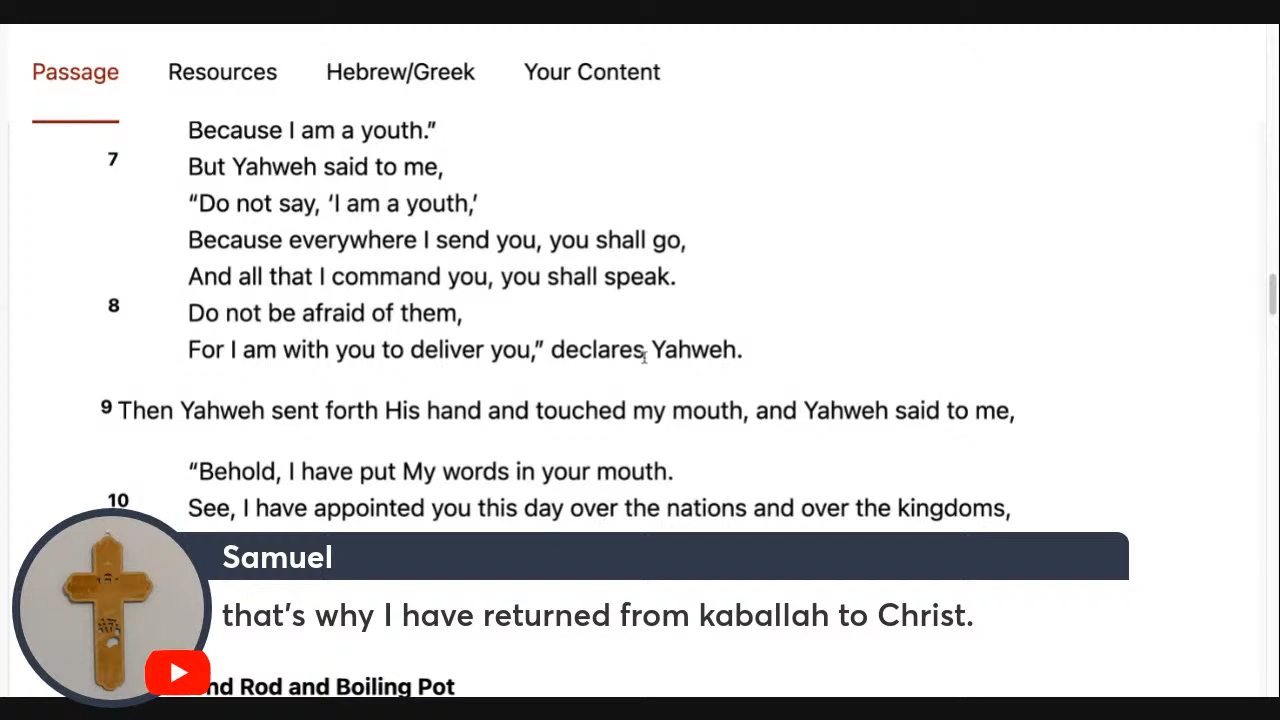 Passage Resources Hebrew/Greek Your Content
Because I am a youth.”
7 But Yahweh said to me,
“Do not say, ‘I am a youth,’
Because everywhere I send you, you shall go,
And all that I command you, you shall speak.
8 Do not be afraid of them,
For I am with you to deliver you,” declares Yahweh.
9 Then Yahweh sent forth His hand and touched my mouth, and Yahweh said to me,
“Behold, I have put My words in your mouth.
10 See, I have appointed you this day over the nations and over the kingdoms,
Samuel
that's why I have returned from kaballah to Christ.
nd Rod and Boiling Pot